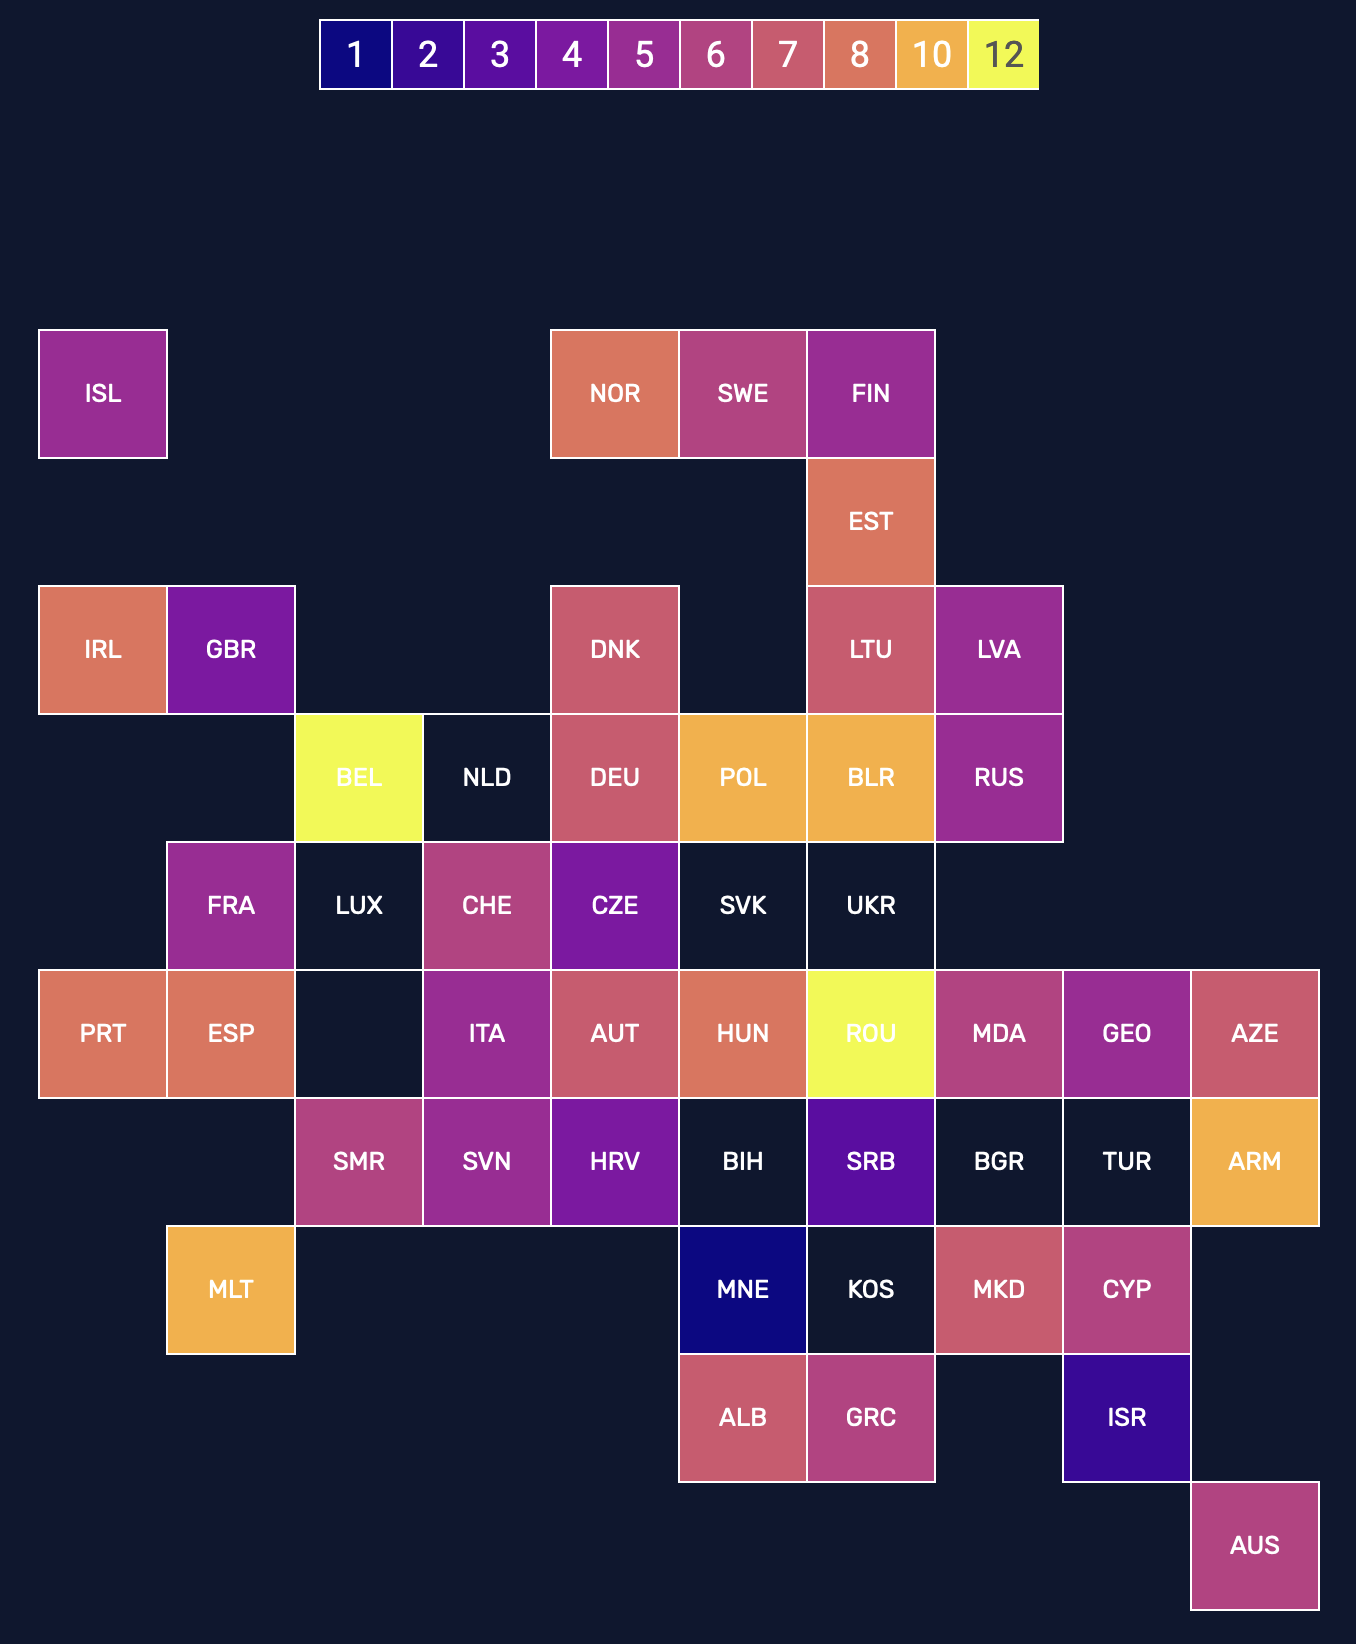 1 2 3 4 5 6 7 8 10 12
ISL NOR SWE FIN
EST
IRL GBR DNK LTU LVA
BEL NLD DEU POL BLR RUS
FRA LUX CHE CZE SVK UKR
PRT ESP ITA AUT HUN ROU MDA GEO AZE
SMR SVN HRV BIH SRB BGR TUR ARM
MLT MNE KOS MKD CYP
ALB GRC ISR
AUS